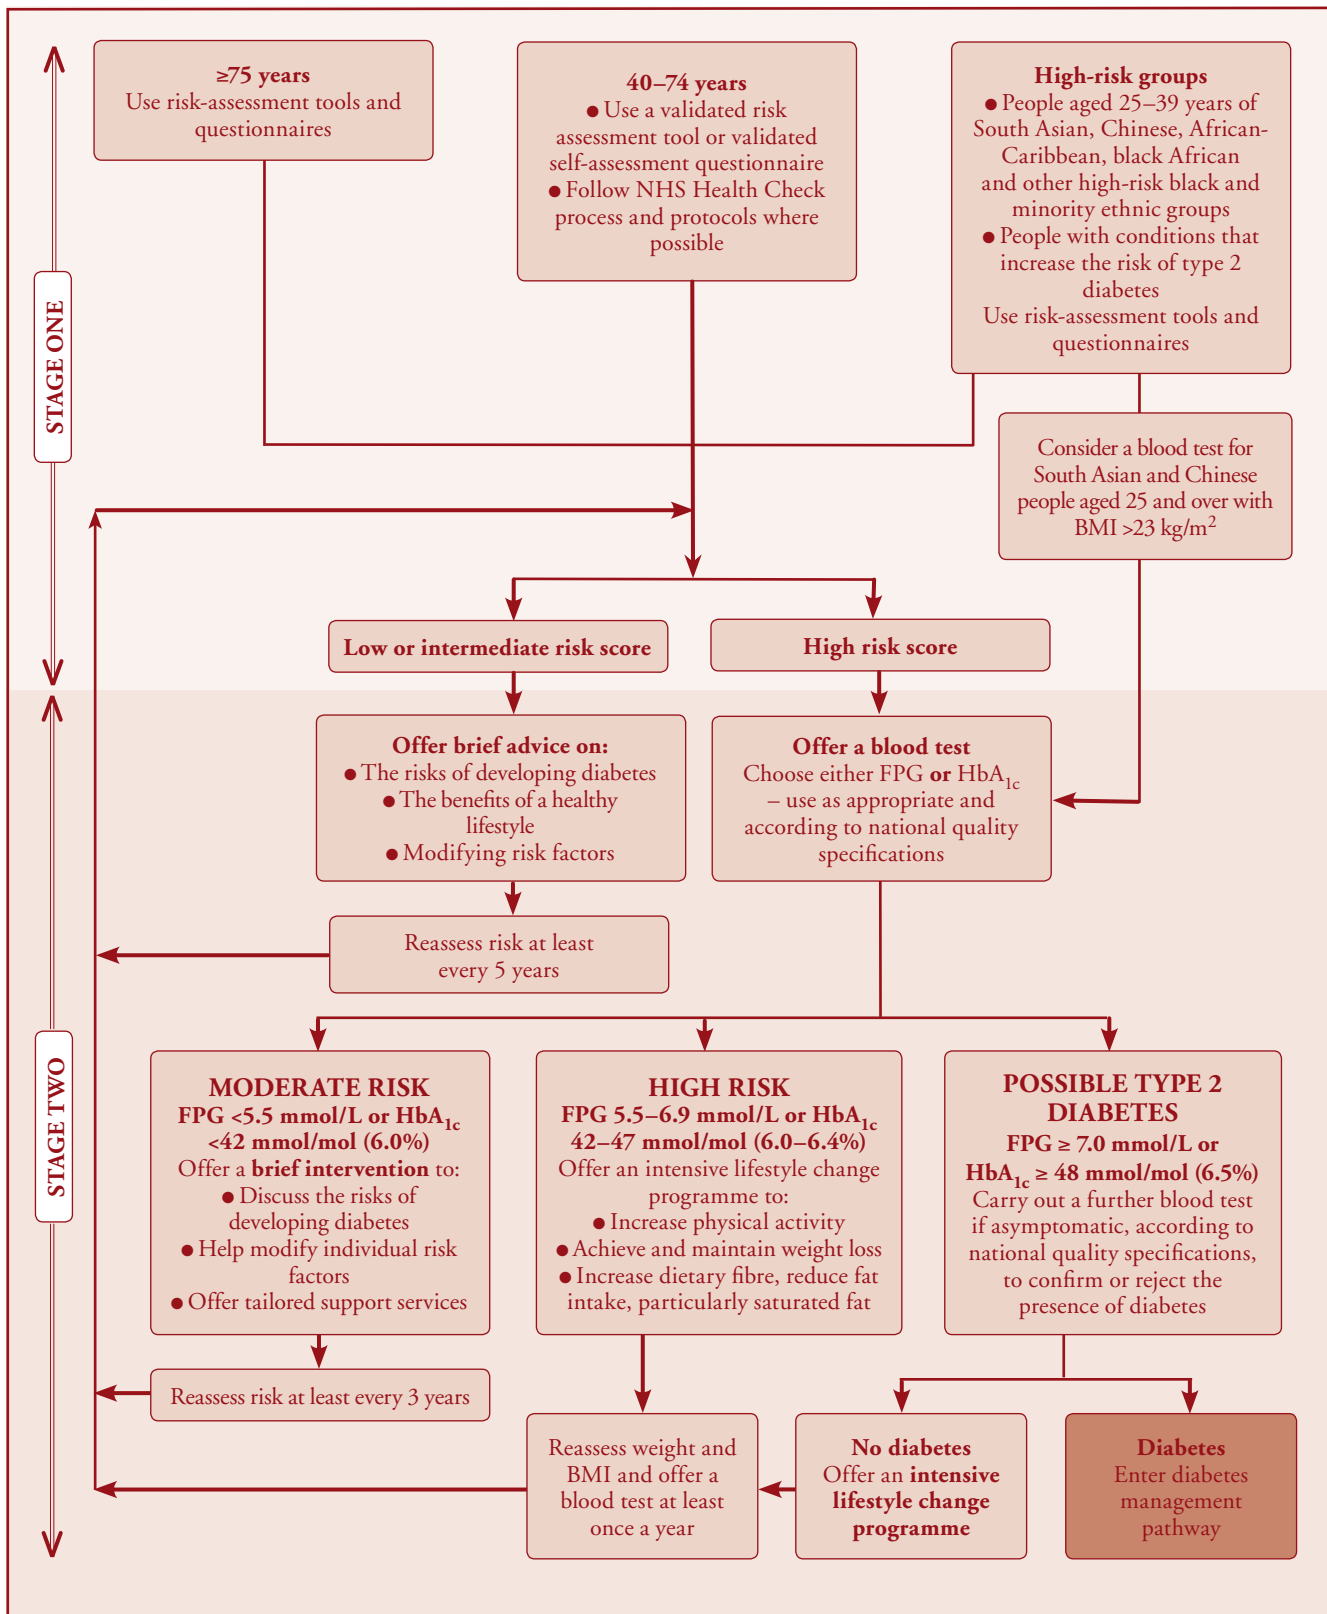 ≥75 years
Use risk-assessment tools and
questionnaires
40–74 years
● Use a validated risk
assessment tool or validated
self-assessment questionnaire
● Follow NHS Health Check
process and protocols where
possible
High-risk groups
● People aged 25–39 years of
South Asian, Chinese, African-
Caribbean, black African
and other high-risk black and
minority ethnic groups
● People with conditions that
increase the risk of type 2
diabetes
Use risk-assessment tools and
questionnaires
STAGE ONE
Consider a blood test for
South Asian and Chinese
people aged 25 and over with
BMI >23 kg/m²
Low or intermediate risk score
High risk score
Offer brief advice on:
● The risks of developing diabetes
● The benefits of a healthy
lifestyle
● Modifying risk factors
Offer a blood test
Choose either FPG or HbA1c
– use as appropriate and
according to national quality
specifications
Reassess risk at least
every 5 years
STAGE TWO
MODERATE RISK
FPG <5.5 mmol/L or HbA1c
<42 mmol/mol (6.0%)
Offer a brief intervention to:
● Discuss the risks of
developing diabetes
● Help modify individual risk
factors
● Offer tailored support services
HIGH RISK
FPG 5.5–6.9 mmol/L or HbA1c
42–47 mmol/mol (6.0–6.4%)
Offer an intensive lifestyle change
programme to:
● Increase physical activity
● Achieve and maintain weight loss
● Increase dietary fibre, reduce fat
intake, particularly saturated fat
POSSIBLE TYPE 2
DIABETES
FPG ≥ 7.0 mmol/L or
HbA1c ≥ 48 mmol/mol (6.5%)
Carry out a further blood test
if asymptomatic, according to
national quality specifications,
to confirm or reject the
presence of diabetes
Reassess risk at least every 3 years
Reassess weight and
BMI and offer a
blood test at least
once a year
No diabetes
Offer an intensive
lifestyle change
programme
Diabetes
Enter diabetes
management
pathway